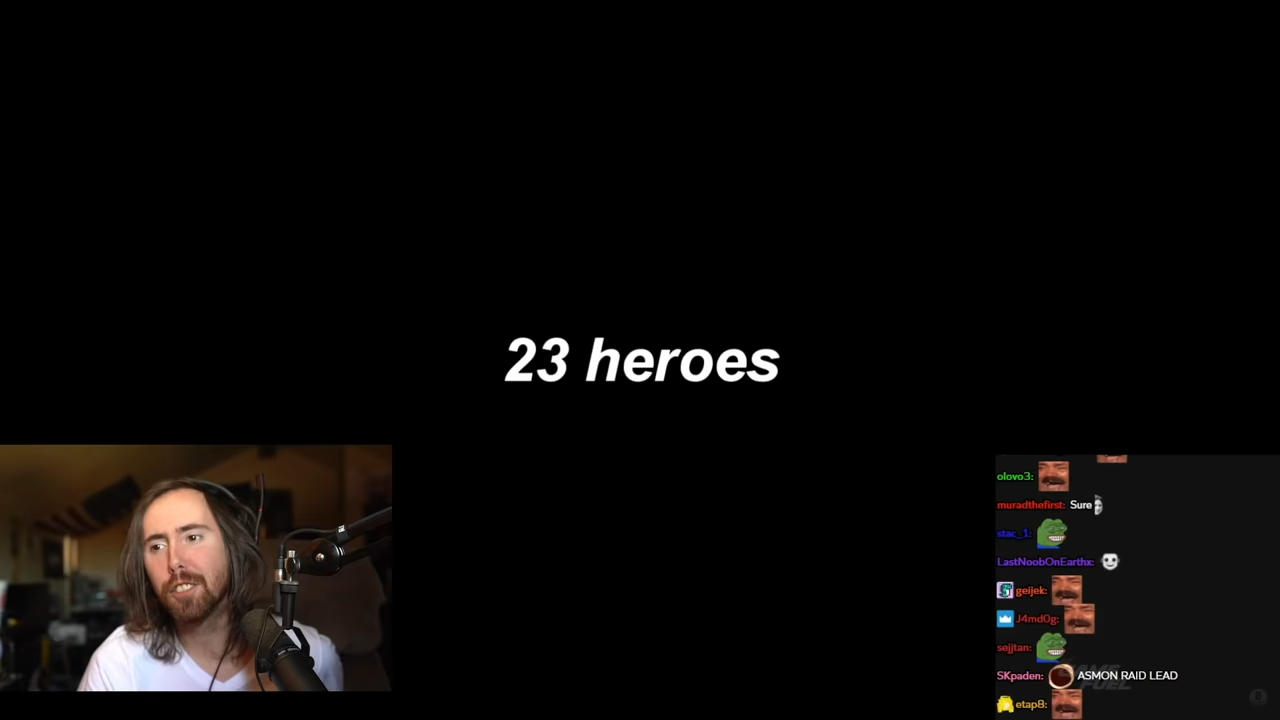 23 heroes
olovo3:
muradthefirst: Sure
stac_1:
LastNoobOnEarthx:
geijek:
J4md0g:
sejjtan:
SKpaden: ASMON RAID LEAD
etap8: